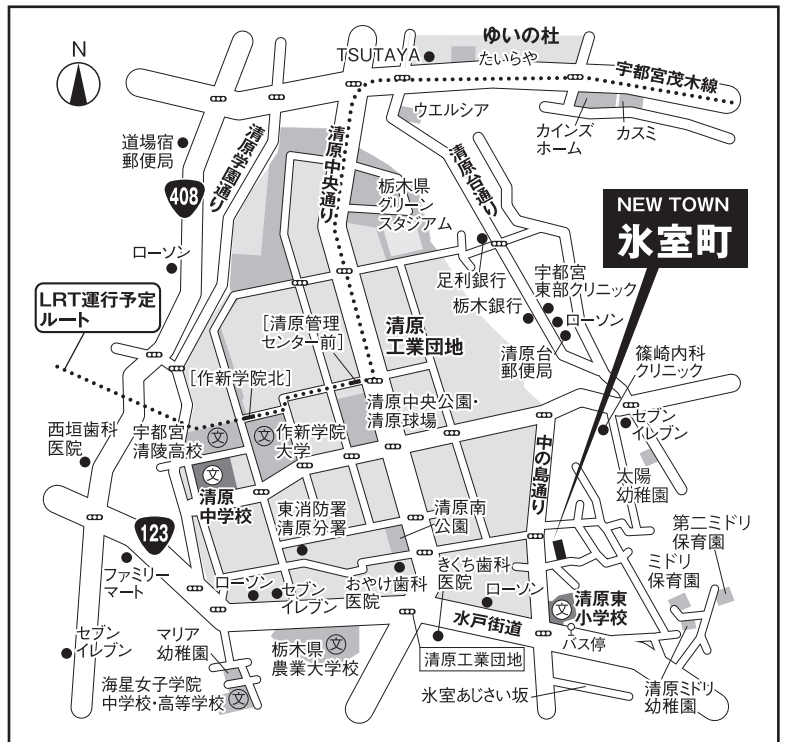 N
TSUTAYA
ゆいの杜
たいらや
宇都宮茂木線
ウエルシア
カインズ
ホーム
カスミ
道場宿
郵便局
清原学園通り
清原中央通り
清原台通り
408
栃木県
グリーン
スタジアム
NEW TOWN
氷室町
ローソン
足利銀行
宇都宮
東部クリニック
栃木銀行
ローソン
LRT運行予定
ルート
[清原管理
センター前]
清原
工業団地
清原台
郵便局
篠崎内科
クリニック
[作新学院北]
清原中央公園・
清原球場
西垣歯科
医院
宇都宮
清陵高校
文
文
作新学院
大学
セブン
イレブン
中の島通り
太陽
幼稚園
文
清原
中学校
東消防署
清原分署
清原南
公園
第二ミドリ
保育園
123
ファミリー
マート
ミドリ
保育園
ローソン
セブン
イレブン
おやけ歯科
医院
きくち歯科
医院
ローソン
文
清原東
小学校
水戸街道
バス停
セブン
イレブン
マリア
幼稚園
栃木県
農業大学校
文
清原工業団地
海星女子学院
中学校・高等学校
文
氷室あじさい坂
清原ミドリ
幼稚園